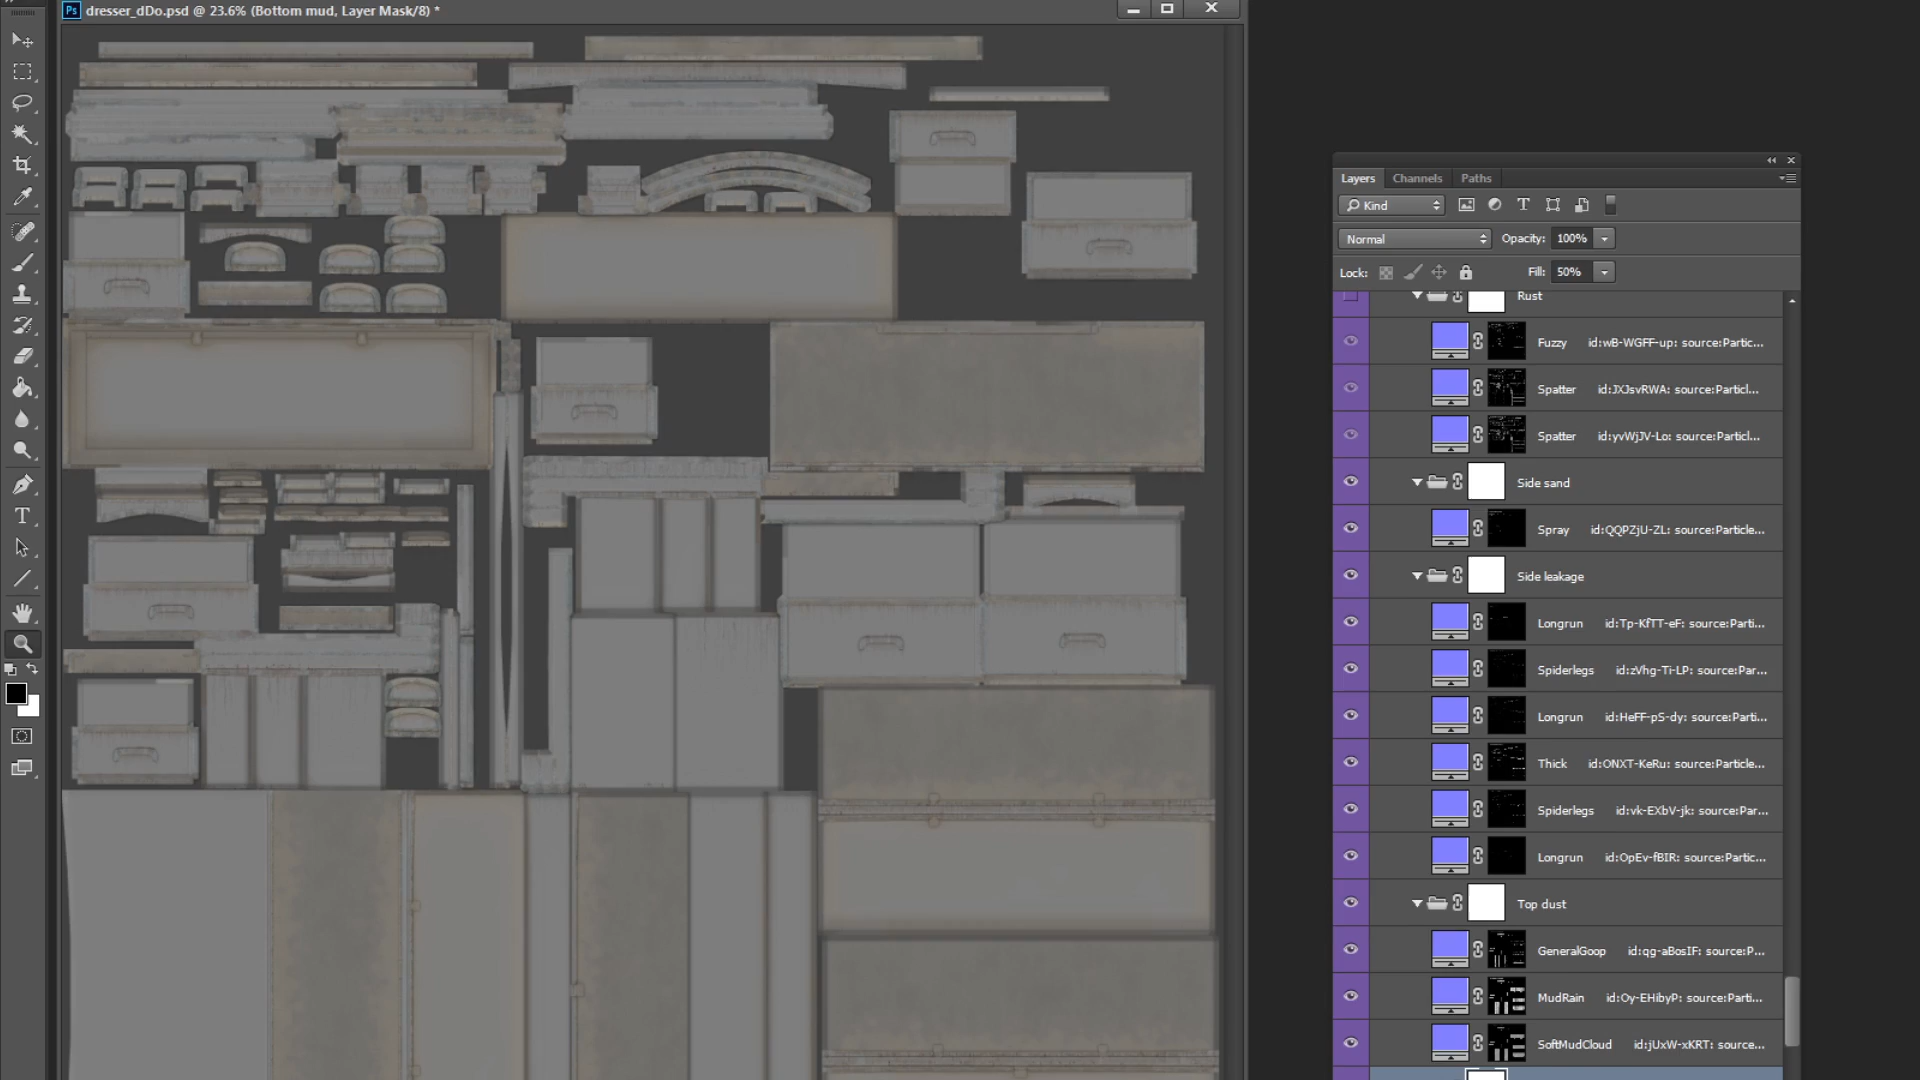 Ps dresser_dDo.psd @ 23.6% (Bottom mud, Layer Mask/8) *
Layers Channels Paths
Kind T
Normal Opacity: 100%
Lock: Fill: 50%
Rust
Fuzzy id:wB-WGFF-up: source:Partic...
Spatter id:JXJsvRWA: source:Particl...
Spatter id:yvWjJV-Lo: source:Particl...
Side sand
Spray id:QQPZjU-ZL: source:Particle...
Side leakage
Longrun id:Tp-KfTT-eF: source:Parti...
Spiderlegs id:zVhg-Ti-LP: source:Par...
Longrun id:HeFF-pS-dy: source:Parti...
Thick id:ONXT-KeRu: source:Particle...
Spiderlegs id:vk-EXbV-jk: source:Par...
Longrun id:OpEv-fBIR: source:Partic...
Top dust
GeneralGoop id:qg-aBosIF: source:P...
MudRain id:Oy-EHibyP: source:Parti...
SoftMudCloud id:jUxW-xKRT: source...
T